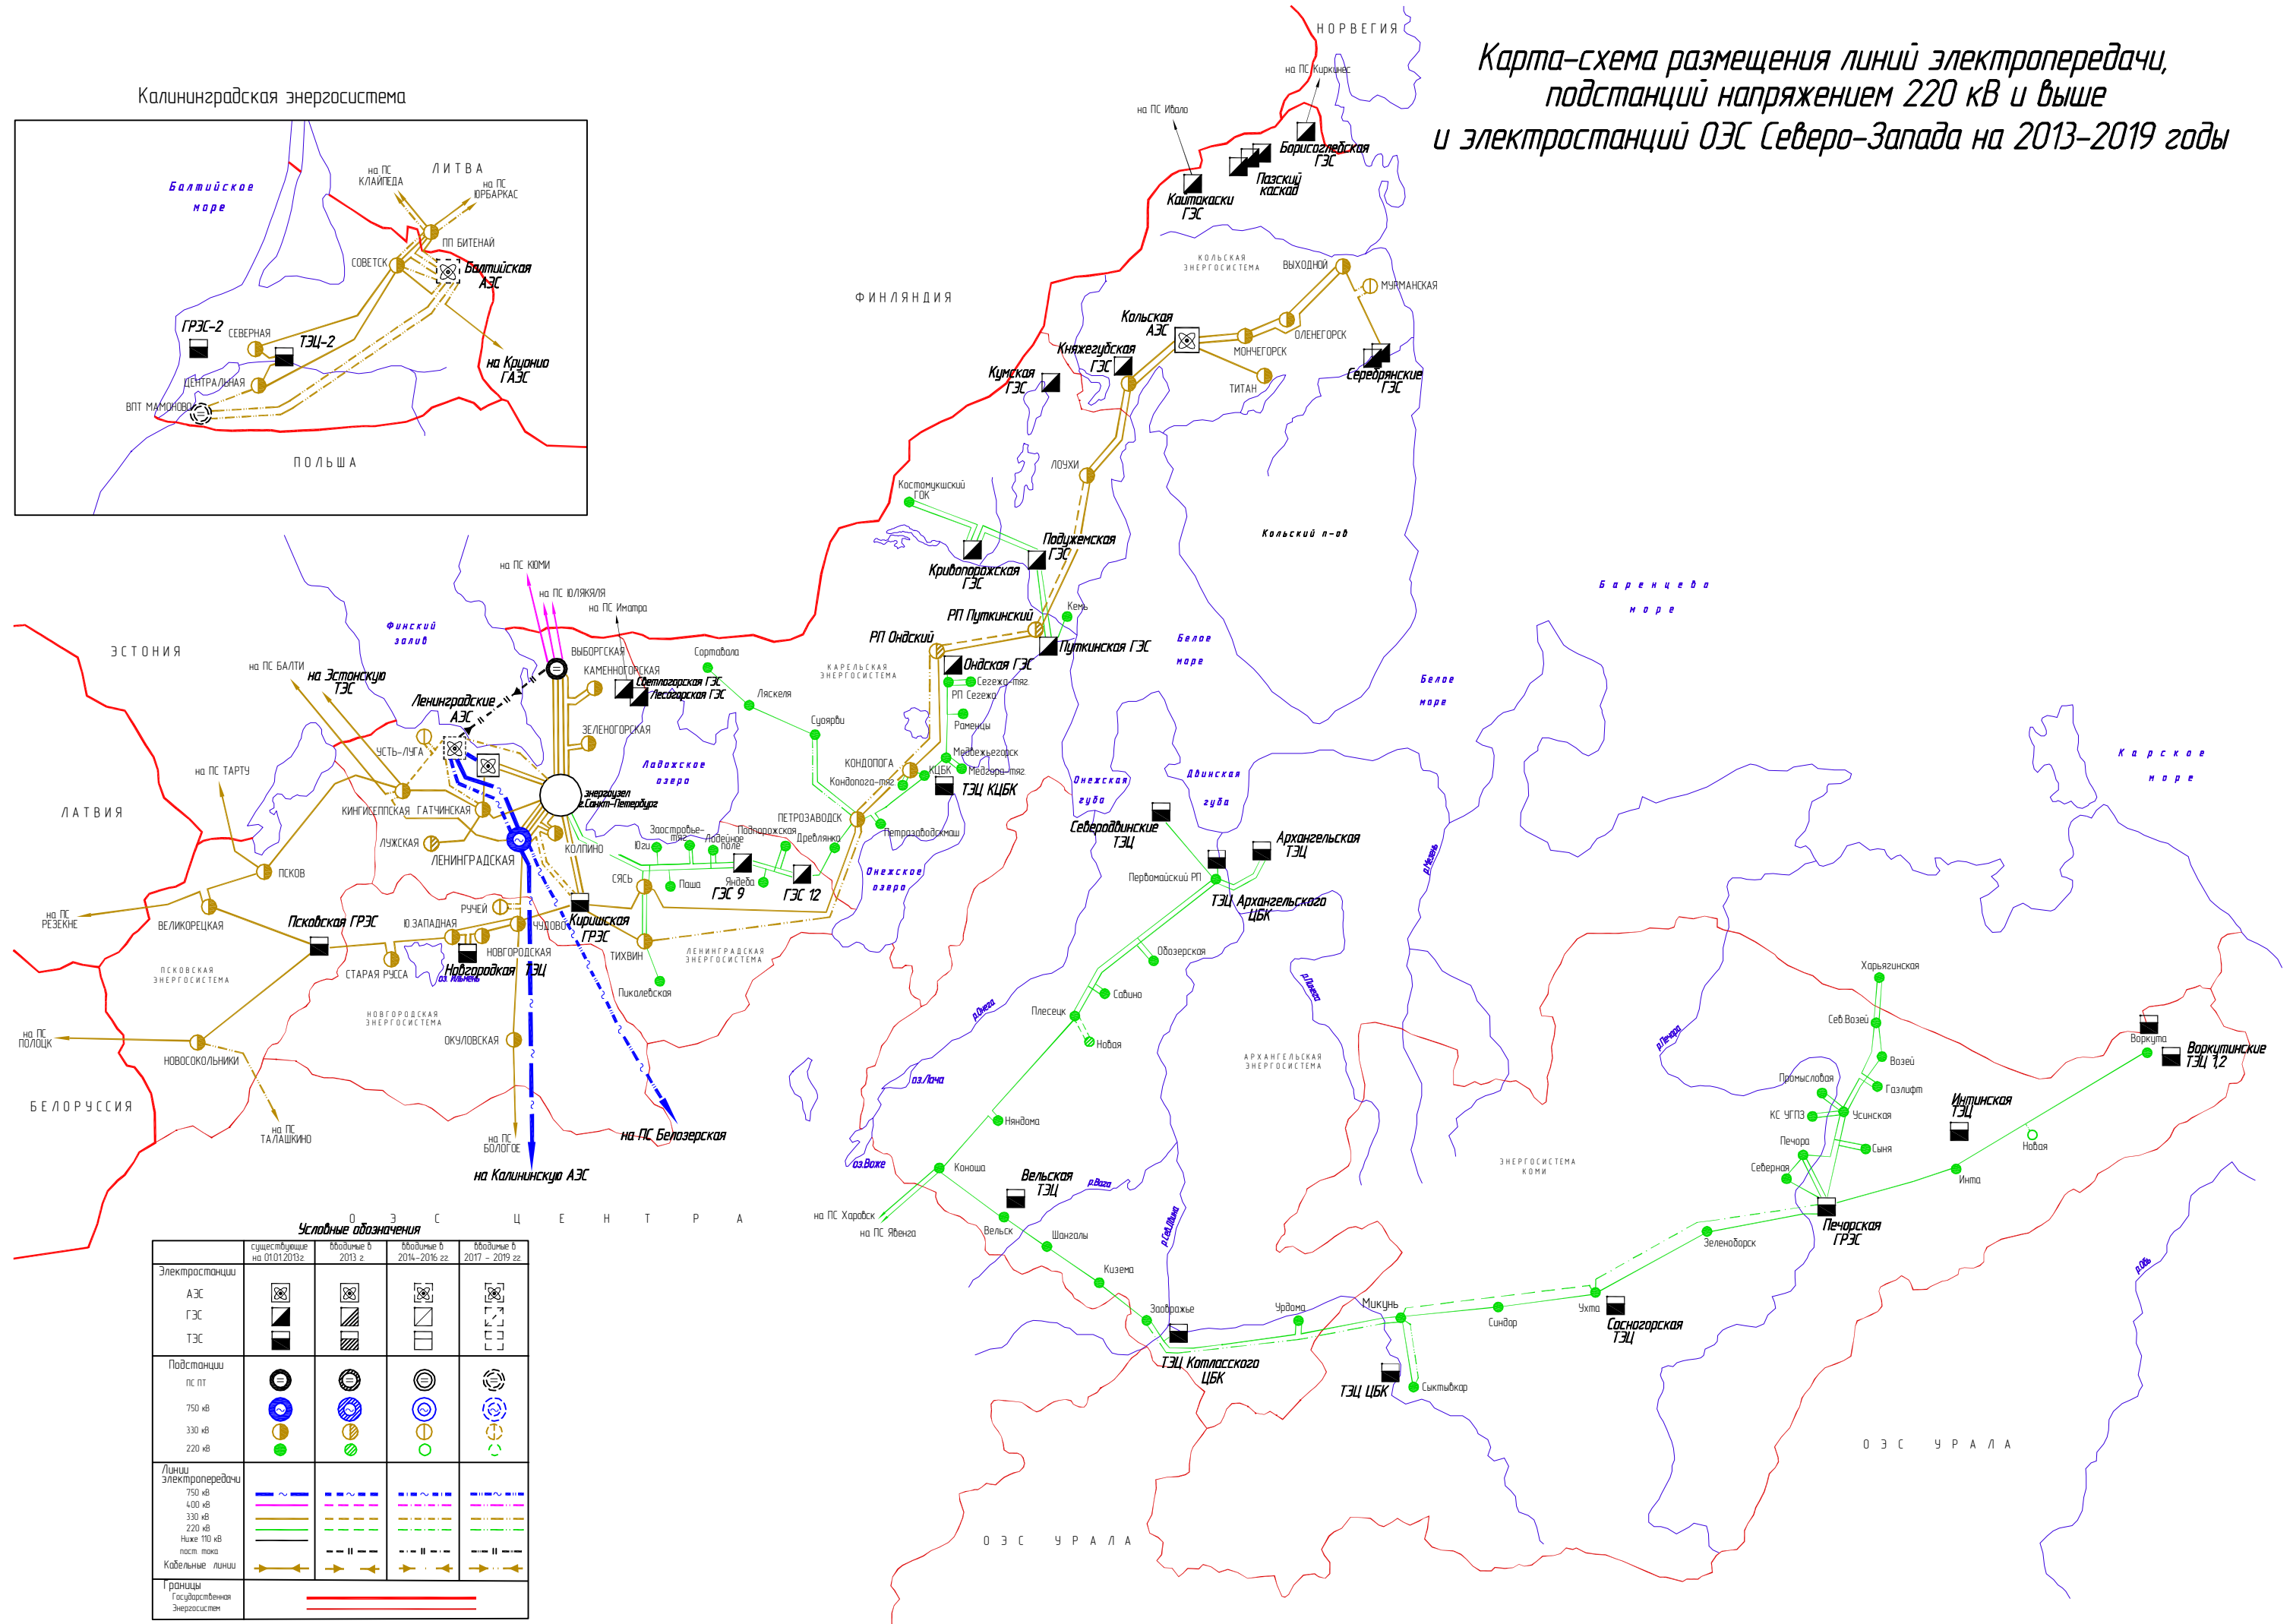 Карта-схема размещения линий электропередачи,
подстанций напряжением 220 кВ и выше
и электростанций ОЭС Северо-Запада на 2013-2019 годы
Калининградская энергосистема
Балтийское
море
ЛИТВА
на ПС
КЛАЙПЕДА
на ПС
ЮРБАРКАС
ПП БИТЕНАЙ
СОВЕТСК
Балтийская
АЭС
ГРЭС-2
СЕВЕРНАЯ
ТЭЦ-2
на Круонио
ГАЭС
ЦЕНТРАЛЬНАЯ
ВПТ МАМОНОВО
ПОЛЬША
НОРВЕГИЯ
на ПС Киркинес
на ПС Ивало
Борисоглебская
ГЭС
Пазский
каскад
Кайтакоски
ГЭС
КОЛЬСКАЯ
ЭНЕРГОСИСТЕМА
ВЫХОДНОЙ
МУРМАНСКАЯ
ФИНЛЯНДИЯ
Кольская
АЭС
ОЛЕНЕГОРСК
МОНЧЕГОРСК
Княжегубская
ГЭС
Кумская
ГЭС
ТИТАН
Серебрянские
ГЭС
ЛОУХИ
Костомукшский
ГОК
Кольский п-ов
Подужемская
ГЭС
Кривопорожская
ГЭС
РП Путкинский
Кемь
РП Ондский
Путкинская ГЭС
Ондская ГЭС
Белое
море
Баренцево
море
Белое
море
Карское
море
на ПС КЮМИ
на ПС ЮЛЯКЯЛЯ
на ПС Иматра
Финский
залив
ЭСТОНИЯ
на ПС БАЛТИ
на Эстонскую
ТЭС
ВЫБОРГСКАЯ
КАМЕННОГОРСКАЯ
Светлогорская ГЭС
Лесогорская ГЭС
Сортавала
Ляскеля
Суоярви
КАРЕЛЬСКАЯ
ЭНЕРГОСИСТЕМА
Сегежа-тяг.
РП Сегежа
Раменцы
Медвежьегорск
Медгора-тяг
КОНДОПОГА
КЦБК
Кондопога-тяг
ТЭЦ КЦБК
Ленинградские
АЭС
УСТЬ-ЛУГА
ЗЕЛЕНОГОРСКАЯ
Ладожское
озеро
на ПС ТАРТУ
энергоузел
г.Санкт-Петербург
КИНГИСЕППСКАЯ
ГАТЧИНСКАЯ
ЛАТВИЯ
ЛУЖСКАЯ
ЛЕНИНГРАДСКАЯ
КОЛПИНО
ПЕТРОЗАВОДСК
Петрозаводскмаш
Заостровье-
тяг
Лодейное
поле
Подпорожская
Древлянка
Юги
Паша
Яндеба
ГЭС 9
ГЭС 12
Онежское
озеро
СЯСЬ
ПСКОВ
на ПС
РЕЗЕКНЕ
ВЕЛИКОРЕЦКАЯ
Псковская ГРЭС
РУЧЕЙ
Ю.ЗАПАДНАЯ
ЧУДОВО
Киришская
ГРЭС
НОВГОРОДСКАЯ
Новгородкая ТЭЦ
оз. Ильмень
СТАРАЯ РУССА
ТИХВИН
ЛЕНИНГРАДСКАЯ
ЭНЕРГОСИСТЕМА
Пикалевская
ПСКОВСКАЯ
ЭНЕРГОСИСТЕМА
НОВГОРОДСКАЯ
ЭНЕРГОСИСТЕМА
на ПС
ПОЛОЦК
НОВОСОКОЛЬНИКИ
ОКУЛОВСКАЯ
БЕЛОРУССИЯ
на ПС
ТАЛАШКИНО
на ПС
БОЛОГОЕ
на ПС Белозерская
на Калининскую АЭС
ОЭС ЦЕНТРА
Онежская
губа
Двинская
губа
Северодвинские
ТЭЦ
Архангельская
ТЭЦ
Первомайский РП
ТЭЦ Архангельского
ЦБК
р.Мезень
Обозерская
Савино
р.Пинега
р.Онега
Плесецк
Новая
АРХАНГЕЛЬСКАЯ
ЭНЕРГОСИСТЕМА
оз.Лача
Няндома
оз.Воже
Коноша
на ПС Харовск
на ПС Явенга
Вельская
ТЭЦ
р.Вага
Вельск
Шангалы
р.Сев.Двина
Кизема
Заовражье
ТЭЦ Котласского
ЦБК
Урдома
Микунь
ТЭЦ ЦБК
Сыктывкар
Синдор
Ухта
Сосногорская
ТЭЦ
Зеленоборск
ЭНЕРГОСИСТЕМА
КОМИ
Харьягинская
Сев.Возей
Возей
р.Печора
Промысловая
Газлифт
КС УГПЗ
Усинская
Печора
Сыня
Северная
Печорская
ГРЭС
Интинская
ТЭЦ
Инта
Новая
Воркута
Воркутинские
ТЭЦ 1,2
р.Обь
ОЭС УРАЛА
ОЭС УРАЛА
Условные обозначения
существующие
на 01.01.2013г.
вводимые в
2013 г.
вводимые в
2014-2016 гг.
вводимые в
2017 - 2019 гг.
Электростанции
АЭС
ГЭС
ТЭС
Подстанции
ПС ПТ
750 кВ
330 кВ
220 кВ
Линии
электропередачи
750 кВ
400 кВ
330 кВ
220 кВ
Ниже 110 кВ
пост. тока
Кабельные линии
Границы
Государственная
Энергосистем